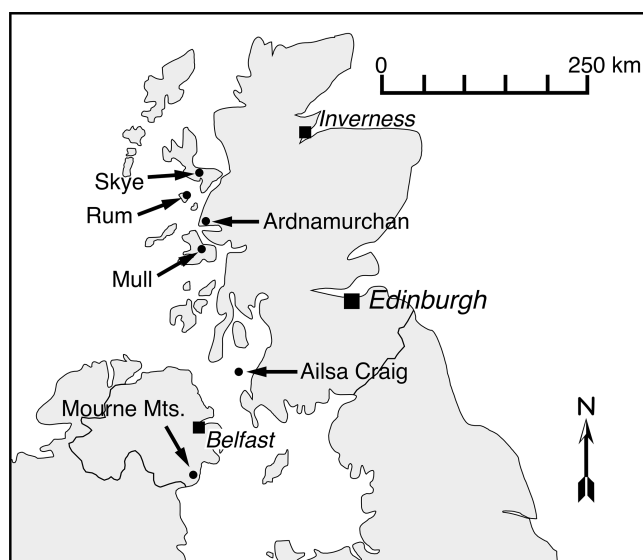 0 250 km
Inverness
Skye
Rum
Ardnamurchan
Mull
Edinburgh
Ailsa Craig
Mourne Mts.
N
Belfast